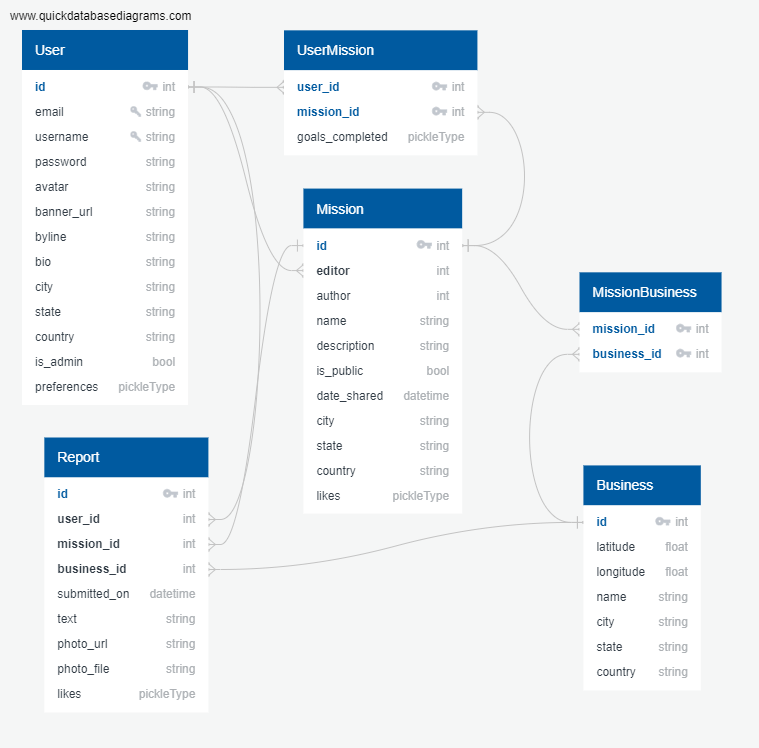 www.quickdatabasediagrams.com
User
id int
email string
username string
password string
avatar string
banner_url string
byline string
bio string
city string
state string
country string
is_admin bool
preferences pickleType
UserMission
user_id int
mission_id int
goals_completed pickleType
Mission
id int
editor int
author int
name string
description string
is_public bool
date_shared datetime
city string
state string
country string
likes pickleType
MissionBusiness
mission_id int
business_id int
Report
id int
user_id int
mission_id int
business_id int
submitted_on datetime
text string
photo_url string
photo_file string
likes pickleType
Business
id int
latitude float
longitude float
name string
city string
state string
country string